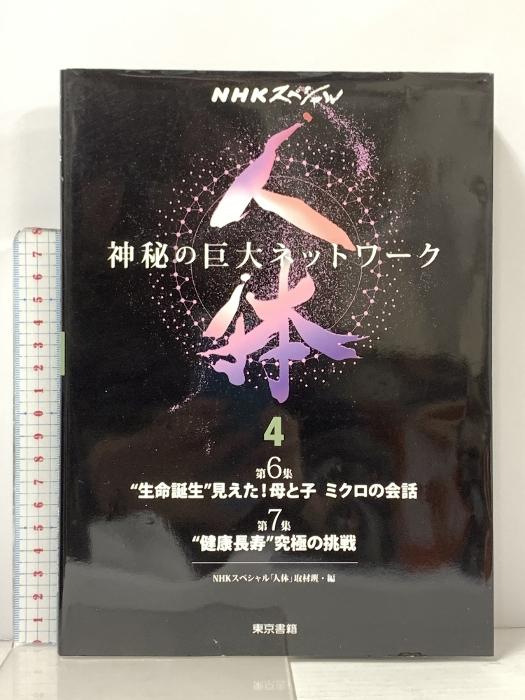 NHKスペシャル
人
神秘の巨大ネットワーク
体
4
第6集
“生命誕生”見えた!母と子 ミクロの会話
第7集
“健康長寿”究極の挑戦
NHKスペシャル「人体」取材班・編
東京書籍